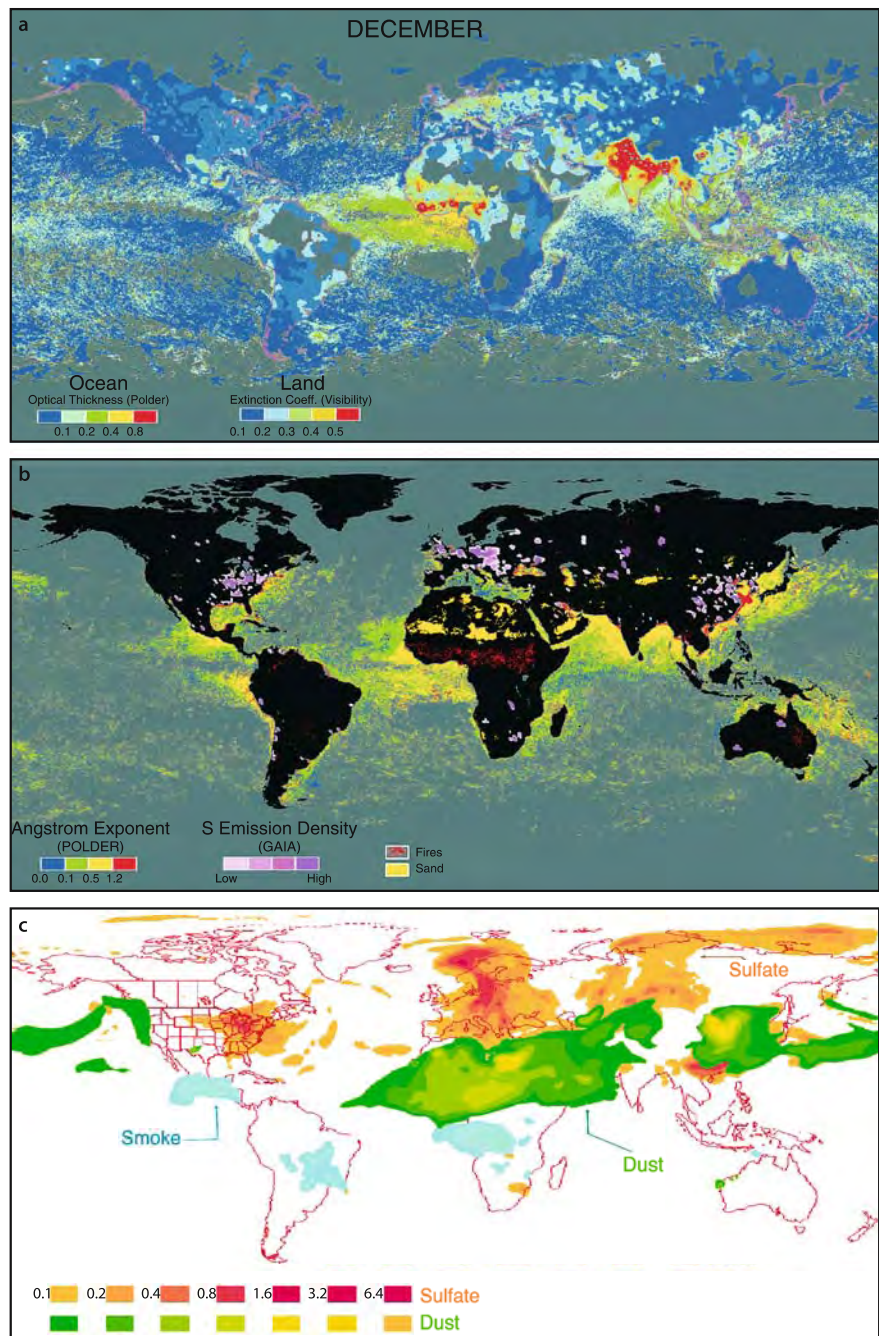 a
DECEMBER
Ocean
Optical Thickness (Polder)
0.1 0.2 0.4 0.8
Land
Extinction Coeff. (Visibility)
0.1 0.2 0.3 0.4 0.5
b
Angstrom Exponent
(POLDER)
0.0 0.1 0.5 1.2
S Emission Density
(GAIA)
Low High
Fires
Sand
c
Sulfate
Smoke
Dust
0.1 0.2 0.4 0.8 1.6 3.2 6.4 Sulfate
Dust